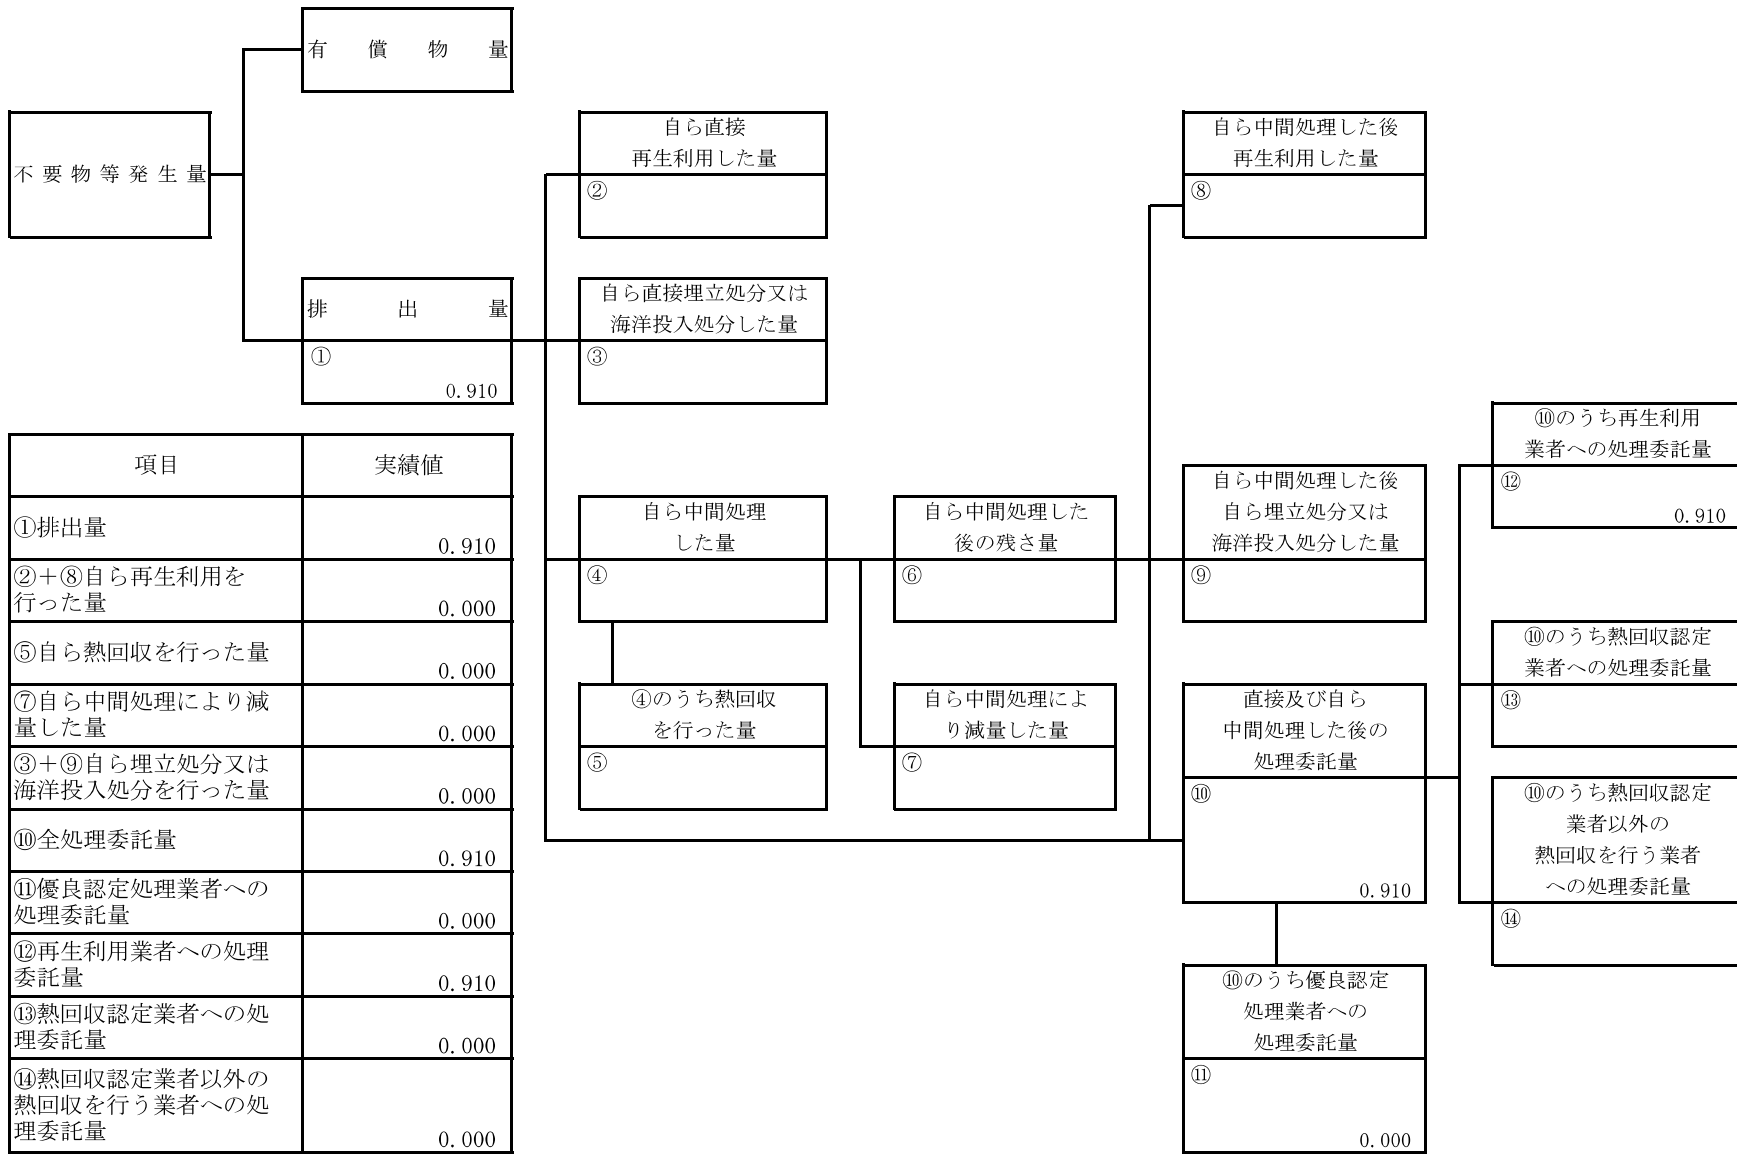 有償物量
不要物等発生量
排出量
①
0.910
自ら直接
再生利用した量
②
自ら直接埋立処分又は
海洋投入処分した量
③
自ら中間処理した後
再生利用した量
⑧
項目 実績値
①排出量
0.910
②＋⑧自ら再生利用を
行った量
0.000
⑤自ら熱回収を行った量
0.000
⑦自ら中間処理により減
量した量
0.000
③＋⑨自ら埋立処分又は
海洋投入処分を行った量
0.000
⑩全処理委託量
0.910
⑪優良認定処理業者への
処理委託量
0.000
⑫再生利用業者への処理
委託量
0.910
⑬熱回収認定業者への処
理委託量
0.000
⑭熱回収認定業者以外の
熱回収を行う業者への処
理委託量
0.000
自ら中間処理
した量
④
④のうち熱回収
を行った量
⑤
自ら中間処理した
後の残さ量
⑥
自ら中間処理によ
り減量した量
⑦
自ら中間処理した後
自ら埋立処分又は
海洋投入処分した量
⑨
直接及び自ら
中間処理した後の
処理委託量
⑩
0.910
⑩のうち優良認定
処理業者への
処理委託量
⑪
0.000
⑩のうち再生利用
業者への処理委託量
⑫
0.910
⑩のうち熱回収認定
業者への処理委託量
⑬
⑩のうち熱回収認定
業者以外の
熱回収を行う業者
への処理委託量
⑭